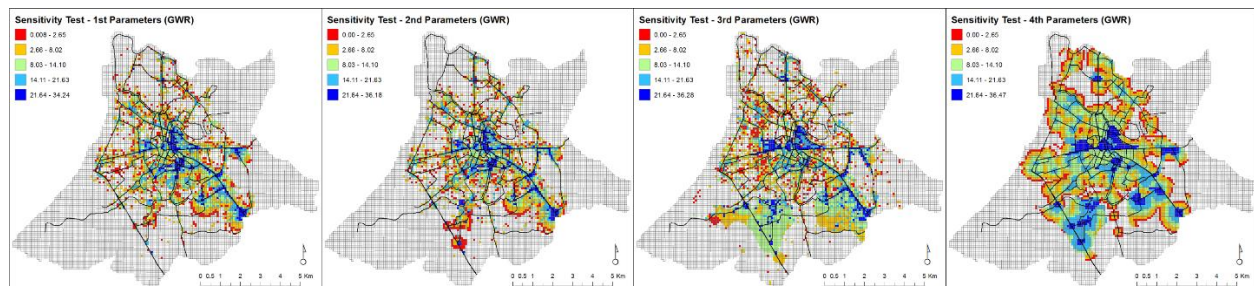 Sensitivity Test - 1st Parameters (GWR)
0.008 - 2.65
2.66 - 8.02
8.03 - 14.10
14.11 - 21.63
21.64 - 34.24
0 0.5 1 2 3 4 5 Km
Sensitivity Test - 2nd Parameters (GWR)
0.00 - 2.65
2.66 - 8.02
8.03 - 14.10
14.11 - 21.63
21.64 - 36.18
0 0.5 1 2 3 4 5 Km
Sensitivity Test - 3rd Parameters (GWR)
0.00 - 2.65
2.66 - 8.02
8.03 - 14.10
14.11 - 21.63
21.64 - 36.28
0 0.5 1 2 3 4 5 Km
Sensitivity Test - 4th Parameters (GWR)
0.00 - 2.65
2.66 - 8.02
8.03 - 14.10
14.11 - 21.63
21.64 - 36.47
0 0.5 1 2 3 4 5 Km